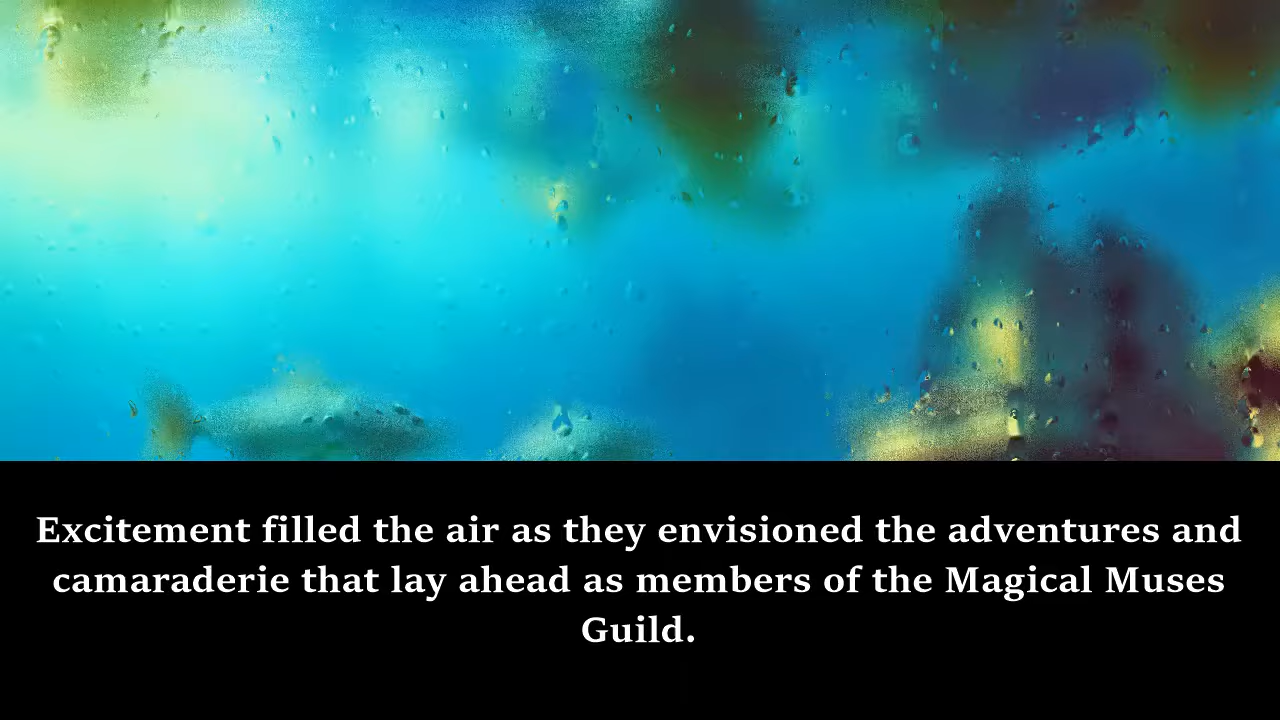 Excitement filled the air as they envisioned the adventures and
camaraderie that lay ahead as members of the Magical Muses
Guild.